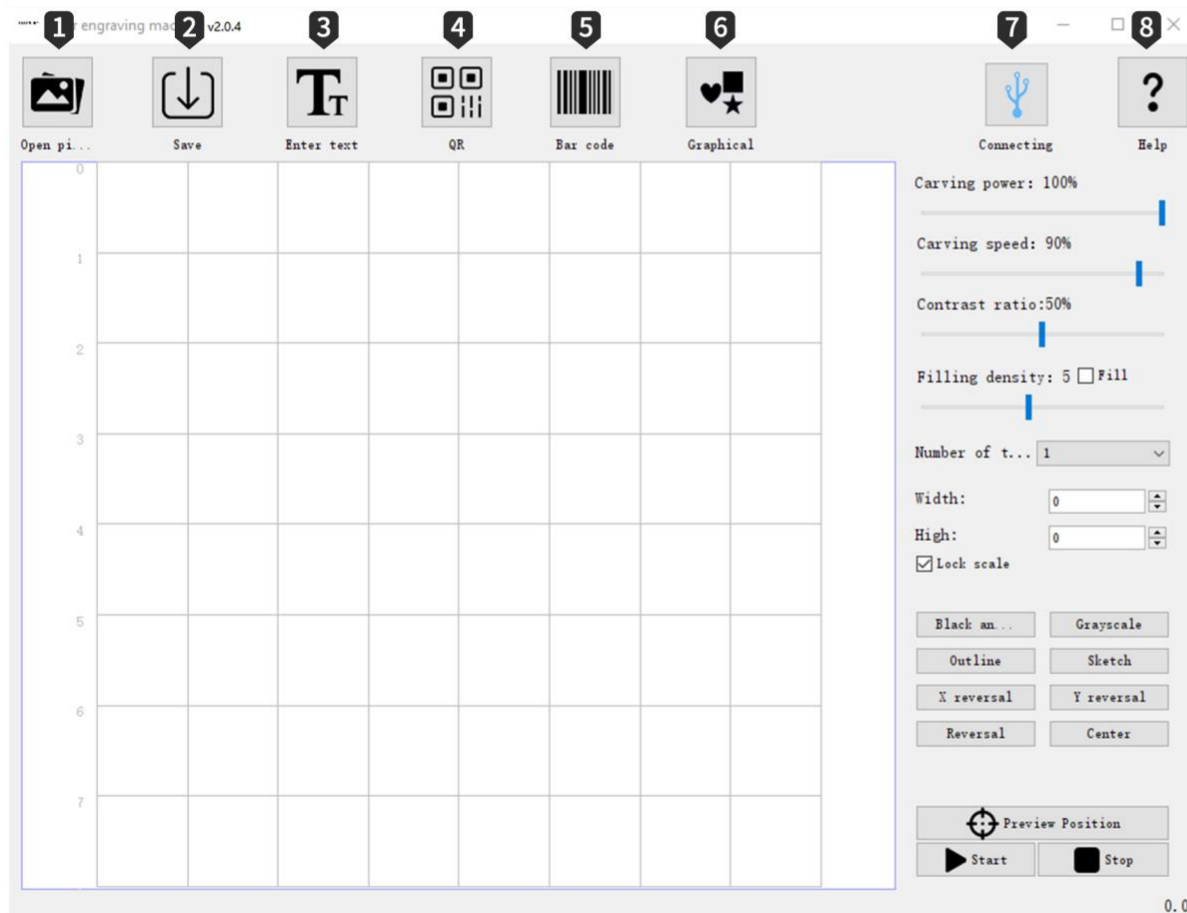 1 2 3 4 5 6 7 8
engraving v2.0.4
Open pi... Save Enter text QR Bar code Graphical Connecting Help
Carving power: 100%
Carving speed: 90%
Contrast ratio:50%
Filling density: 5 Fill
Number of t... 1
Width: 0
High: 0
Lock scale
Black an... Grayscale
Outline Sketch
X reversal Y reversal
Reversal Center
Preview Position
Start Stop
0
1
2
3
4
5
6
7